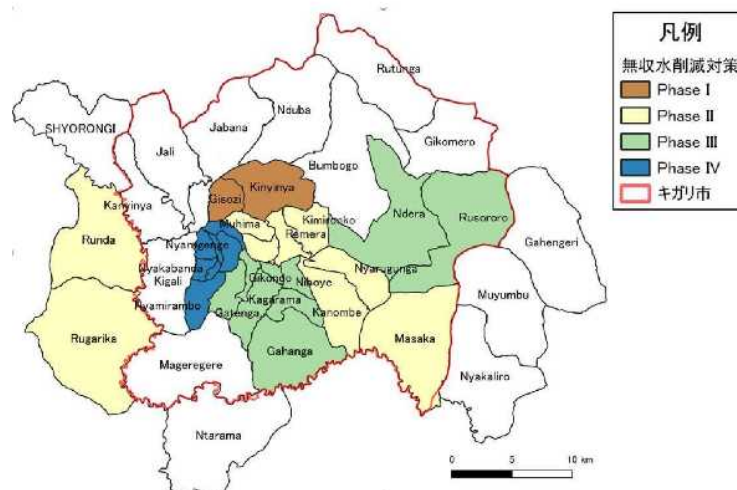 凡例
無収水削減対策
Phase I
Phase II
Phase III
Phase IV
キガリ市
Rutunga
Nduba
SHYORONGI
Jabana
Gikomero
Jali
Bumbogo
Kinyinya
Gisozi
Kanyinya
Ndera
Rusororo
Kimironko
Muhima
Remera
Runda
Nyarugenge
Gahengeri
Nyakabanda
Nyarugunga
Kigali
Gikondo
Niboye
Muyumbu
Kagarama
Nyamirambo
Gatenga
Kanombe
Rugarika
Masaka
Gahanga
Mageregere
Nyakaliro
Ntarama
0 5 10 km